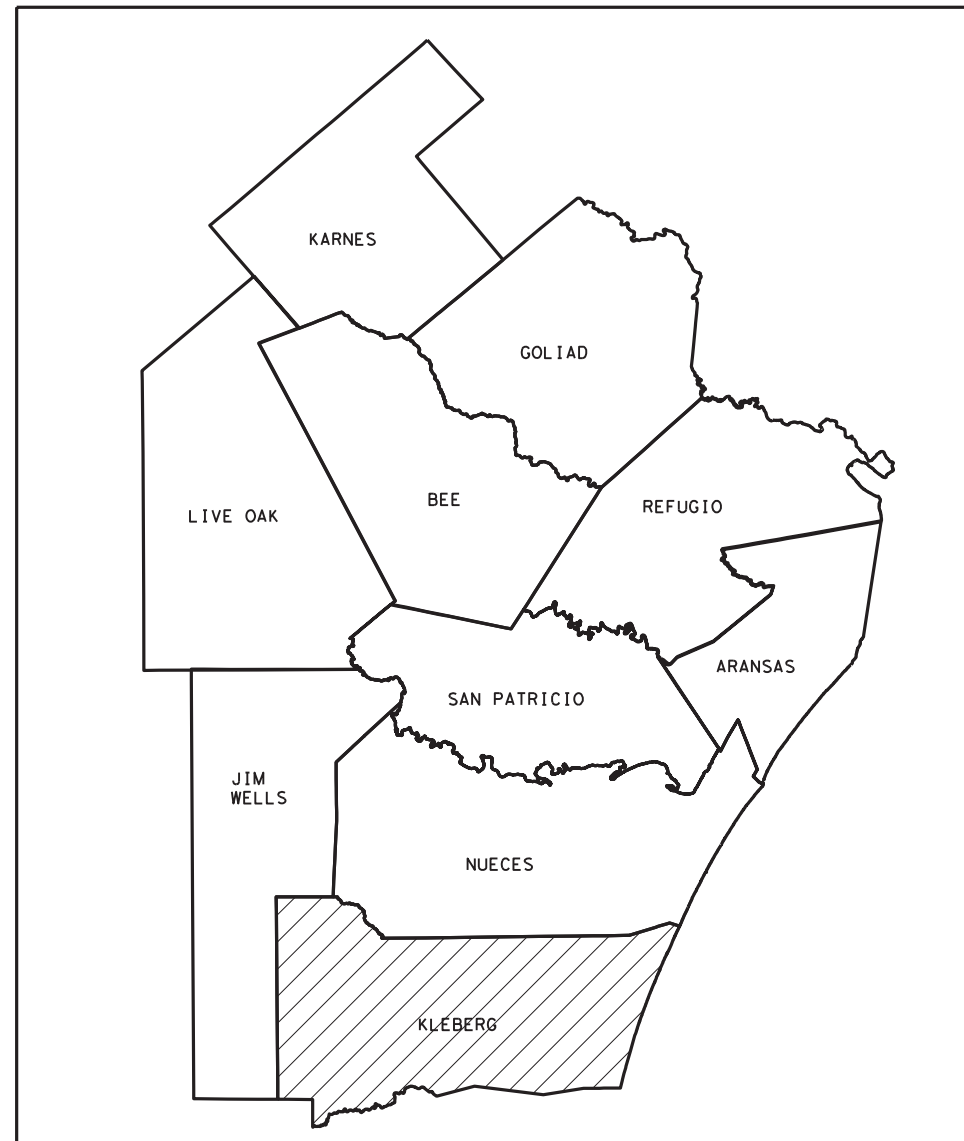 KARNES
GOLIAD
BEE
REFUGIO
LIVE OAK
ARANSAS
SAN PATRICIO
JIM
WELLS
NUECES
KLEBERG